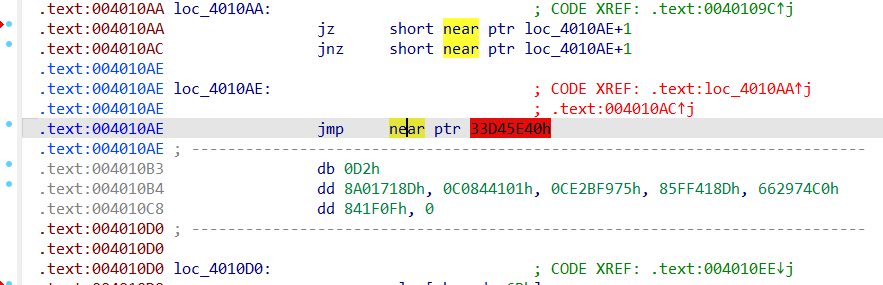 .text:004010AA loc_4010AA: ; CODE XREF: .text:0040109C↑j
.text:004010AA jz short near ptr loc_4010AE+1
.text:004010AC jnz short near ptr loc_4010AE+1
.text:004010AE
.text:004010AE loc_4010AE: ; CODE XREF: .text:loc_4010AA↑j
.text:004010AE ; .text:004010AC↑j
.text:004010AE jmp near ptr 33D45E40h
.text:004010AE ; ---------------------------------------------------------------------------
.text:004010B3 db 0D2h
.text:004010B4 dd 8A01718Dh, 0C0844101h, 0CE2BF975h, 85FF418Dh, 662974C0h
.text:004010C8 dd 841F0Fh, 0
.text:004010D0 ; ---------------------------------------------------------------------------
.text:004010D0
.text:004010D0 loc_4010D0: ; CODE XREF: .text:004010EE↓j